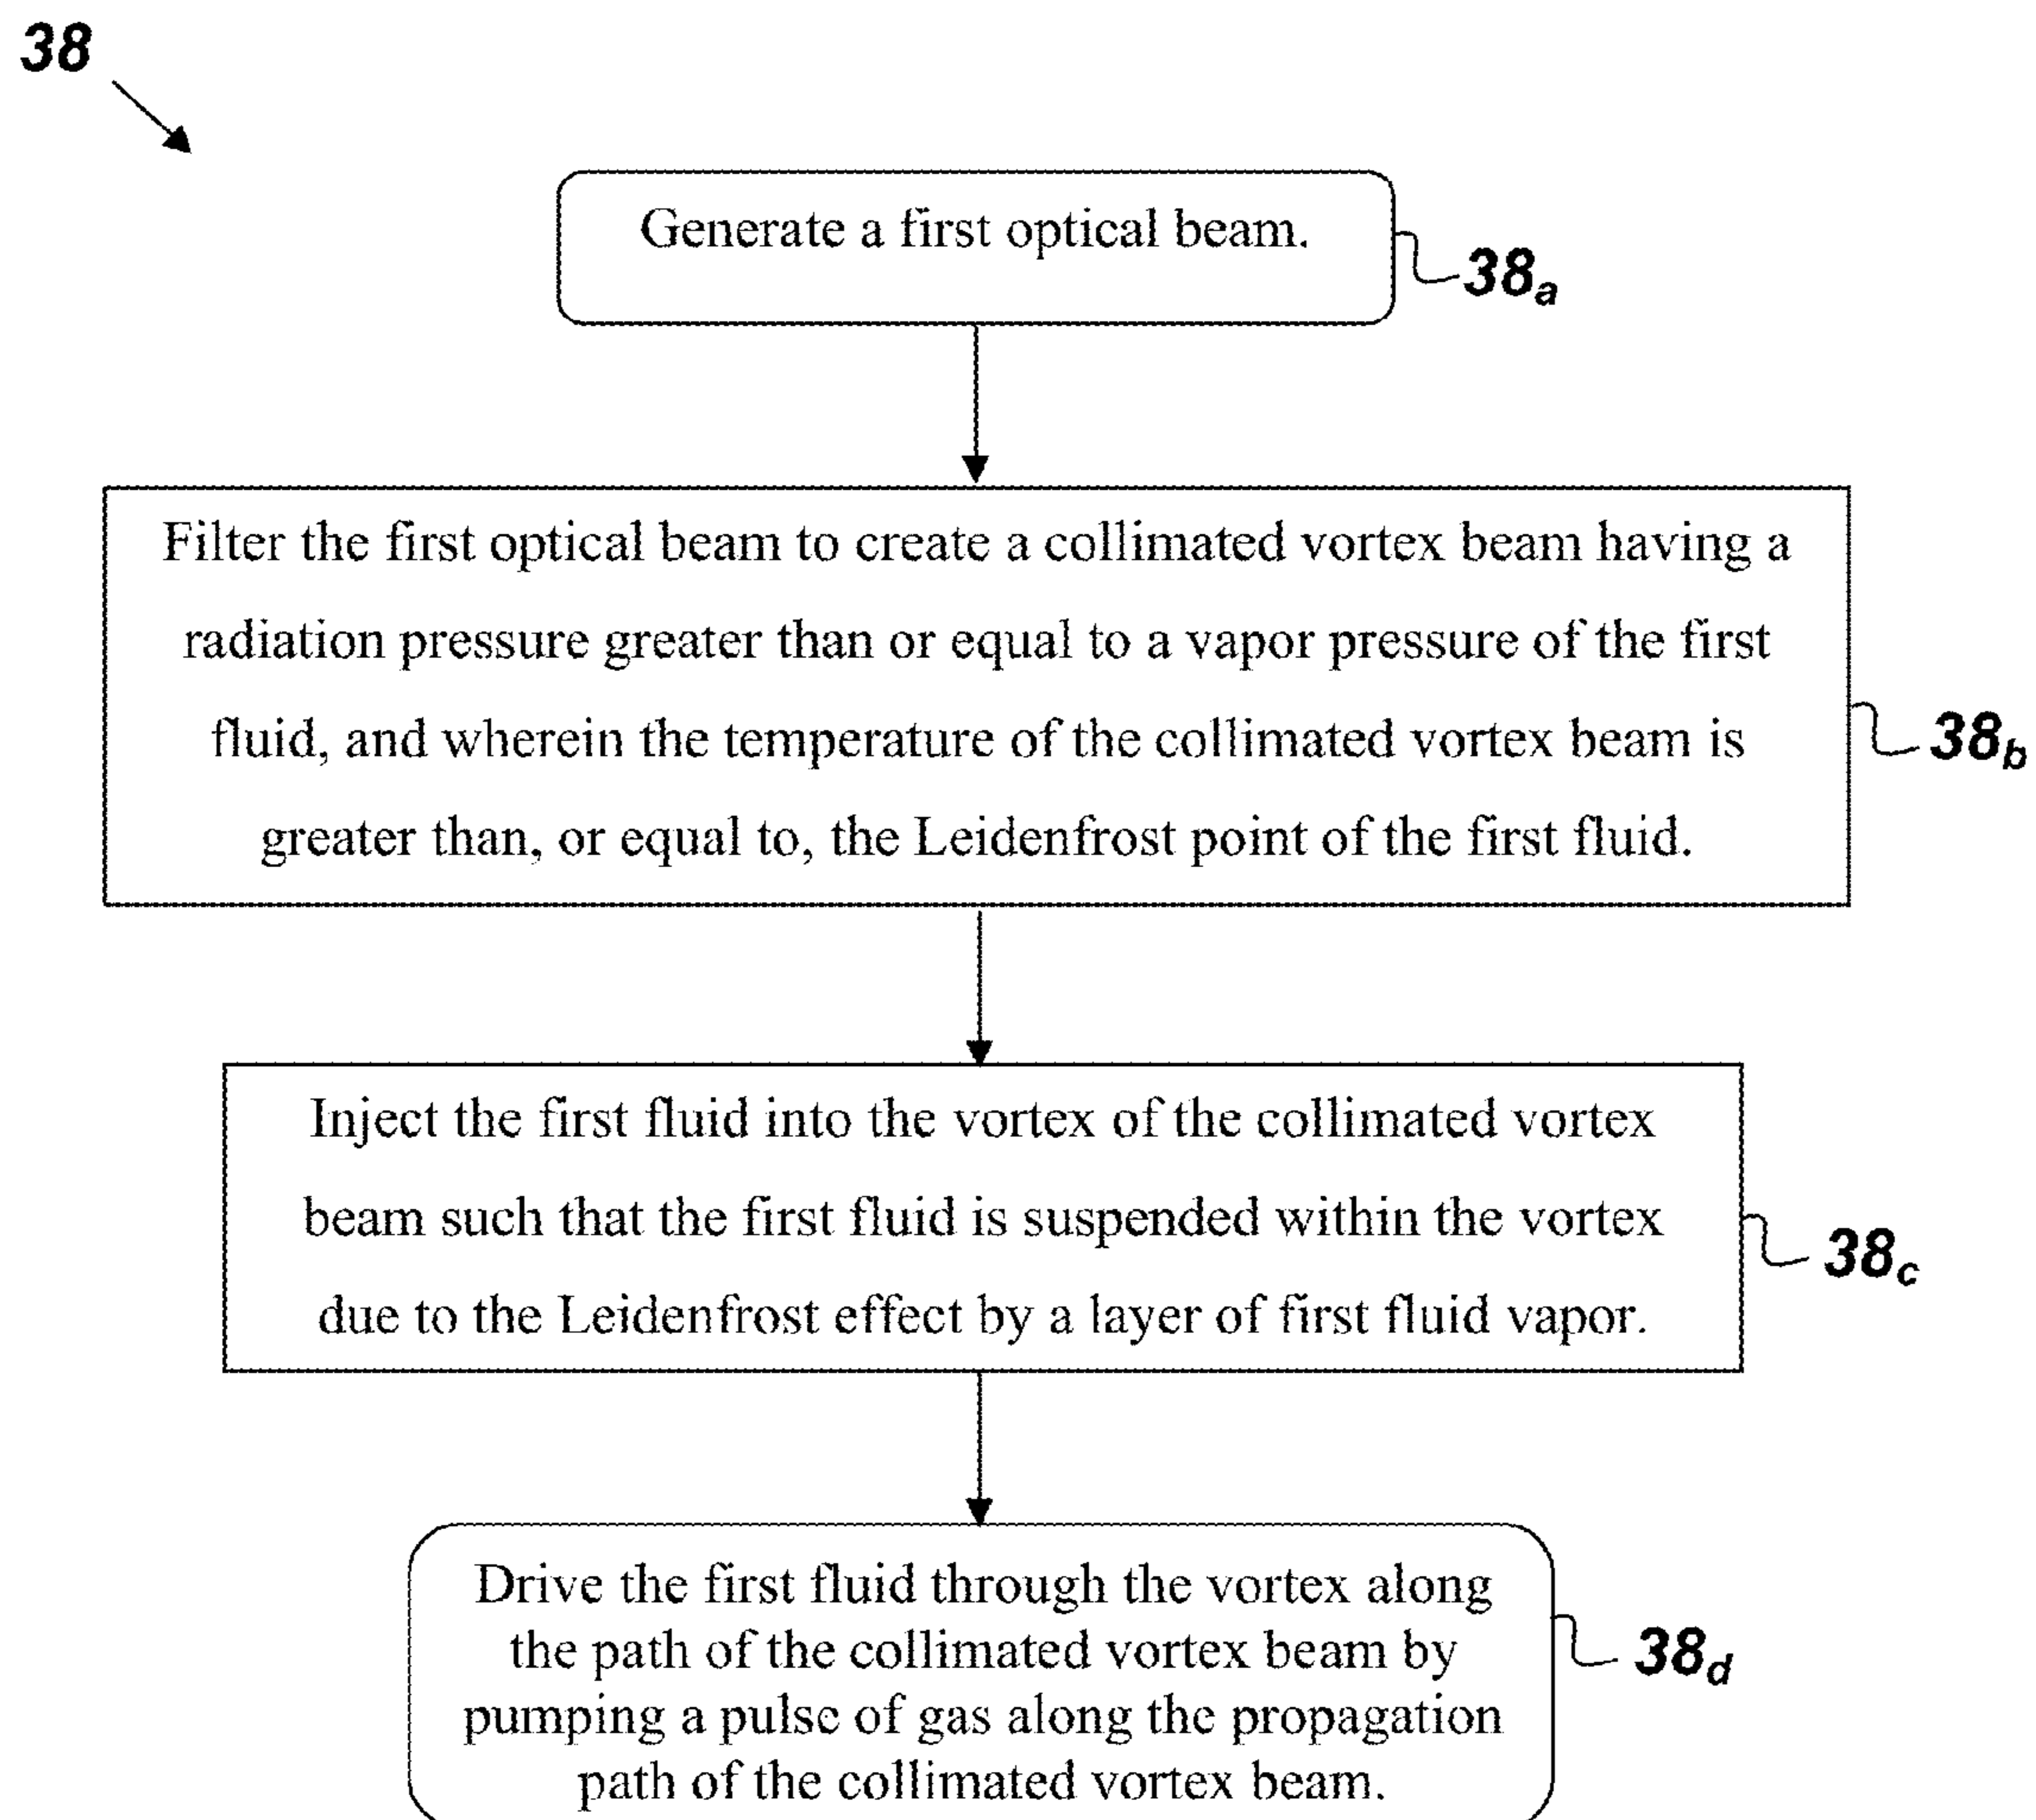 38
Generate a first optical beam.
38a
Filter the first optical beam to create a collimated vortex beam having a
radiation pressure greater than or equal to a vapor pressure of the first
fluid, and wherein the temperature of the collimated vortex beam is
greater than, or equal to, the Leidenfrost point of the first fluid.
38b
Inject the first fluid into the vortex of the collimated vortex
beam such that the first fluid is suspended within the vortex
due to the Leidenfrost effect by a layer of first fluid vapor.
38c
Drive the first fluid through the vortex along
the path of the collimated vortex beam by
pumping a pulse of gas along the propagation
path of the collimated vortex beam.
38d